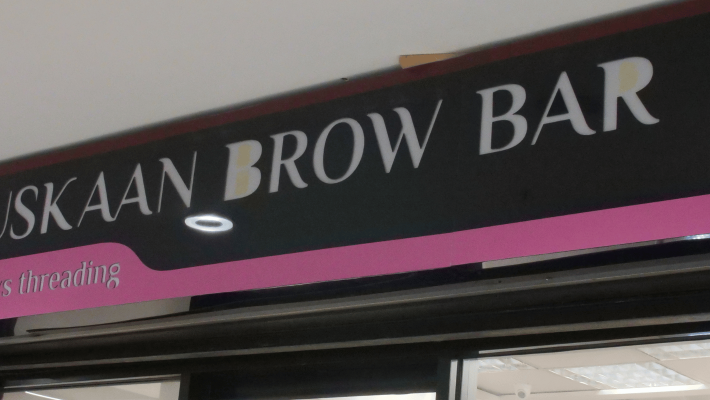 USKAAN BROW BAR
s threading